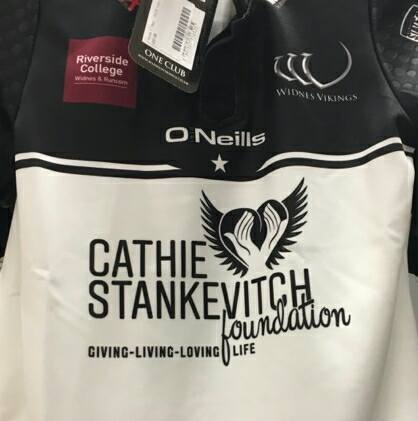 ONE CLUB
Riverside
College
Widnes & Runcorn
WIDNES VIKINGS
O'Neills
CATHIE
STANKEVITCH
foundation
GIVING-LIVING-LOVING LIFE